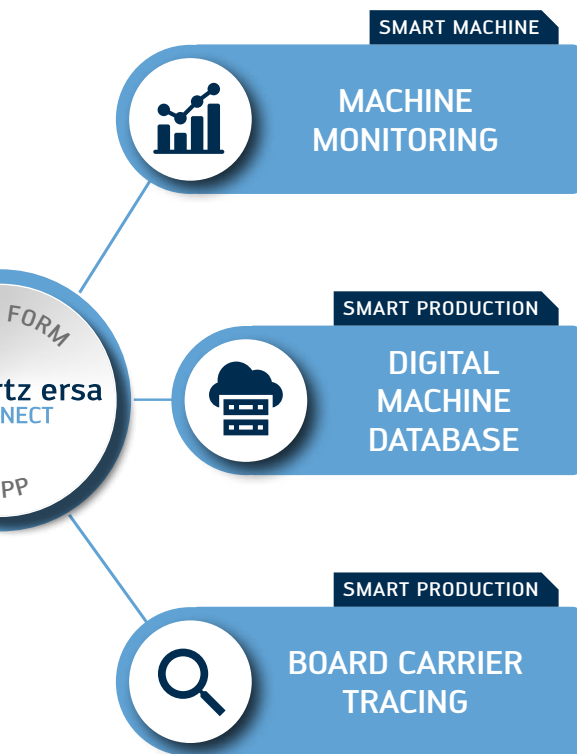 SMART MACHINE
MACHINE
MONITORING
FORM
rtz ersa
NECT
PP
SMART PRODUCTION
DIGITAL
MACHINE
DATABASE
SMART PRODUCTION
BOARD CARRIER
TRACING